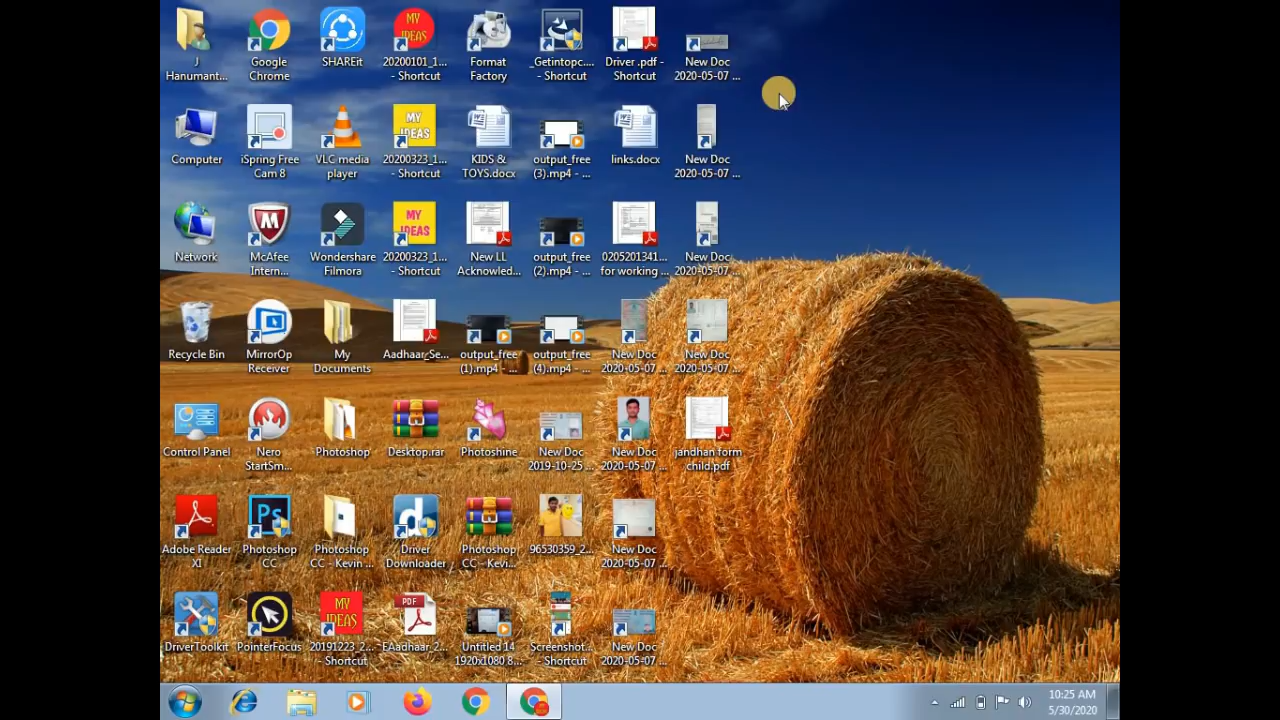 J
Hanumant...
Google
Chrome
SHAREit
MY
IDEAS
20200101_1...
- Shortcut
Format
Factory
_Getintopc....
- Shortcut
Driver .pdf -
Shortcut
New Doc
2020-05-07 ...
Computer
iSpring Free
Cam 8
VLC media
player
MY
IDEAS
20200323_1...
- Shortcut
KIDS &
TOYS.docx
output_free
(3).mp4 - ...
links.docx
New Doc
2020-05-07 ...
Network
McAfee
Intern...
Wondershare
Filmora
MY
IDEAS
20200323_1...
- Shortcut
New LL
Acknowled...
output_free
(2).mp4 - ...
0205201341...
for working ...
New Doc
2020-05-07 ...
Recycle Bin
MirrorOp
Receiver
My
Documents
Aadhaar_Se...
output_free
(1).mp4 - ...
output_free
(4).mp4 - ...
New Doc
2020-05-07 ...
New Doc
2020-05-07 ...
Control Panel
Nero
StartSm...
Photoshop
Desktop.rar
Photoshine
New Doc
2019-10-25 ...
New Doc
2020-05-07 ...
jandhan form
child.pdf
Adobe Reader
XI
Ps
Photoshop
CC
Photoshop
CC - Kevin ...
Driver
Downloader
Photoshop
CC - Kevi...
96530359_2...
New Doc
2020-05-07 ...
DriverToolkit
PointerFocus
MY
IDEAS
20191223_2...
- Shortcut
PDF
EAadhaar_2...
Untitled 14
1920x1080 8...
Screenshot...
- Shortcut
New Doc
2020-05-07 ...
10:25 AM
5/30/2020